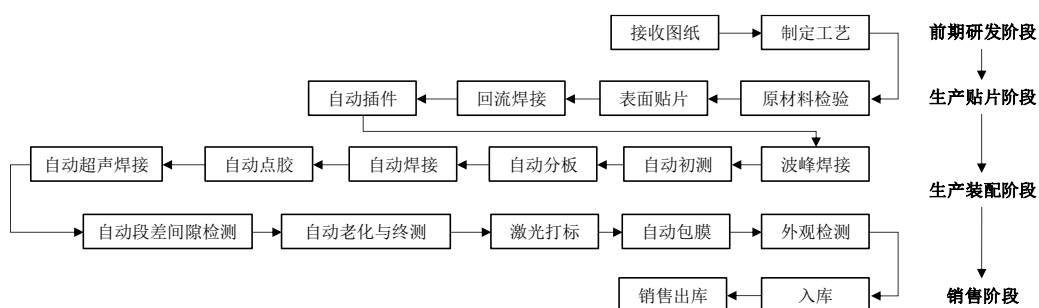 接收图纸 制定工艺 前期研发阶段
自动插件 回流焊接 表面贴片 原材料检验 生产贴片阶段
自动超声焊接 自动点胶 自动焊接 自动分板 自动初测 波峰焊接
生产装配阶段
自动段差间隙检测 自动老化与终测 激光打标 自动包膜 外观检测
销售出库 入库 销售阶段